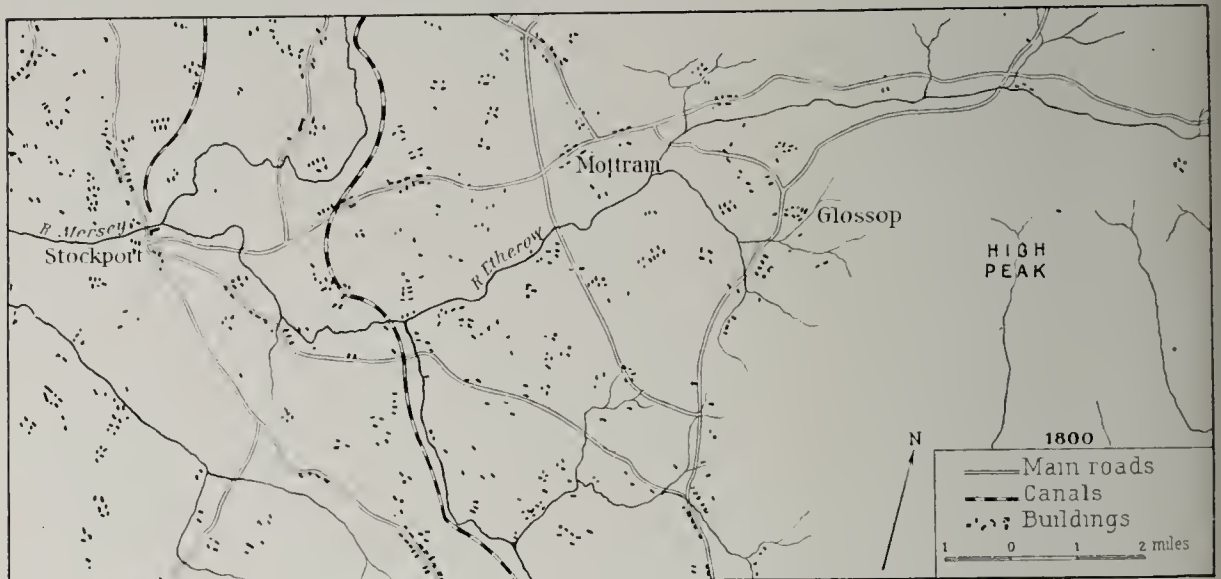 Mottram
Glossop
R. Mersey
Stockport
R. Etherow
HIGH
PEAK
N
1800
Main roads
Canals
Buildings
1 0 1 2 miles